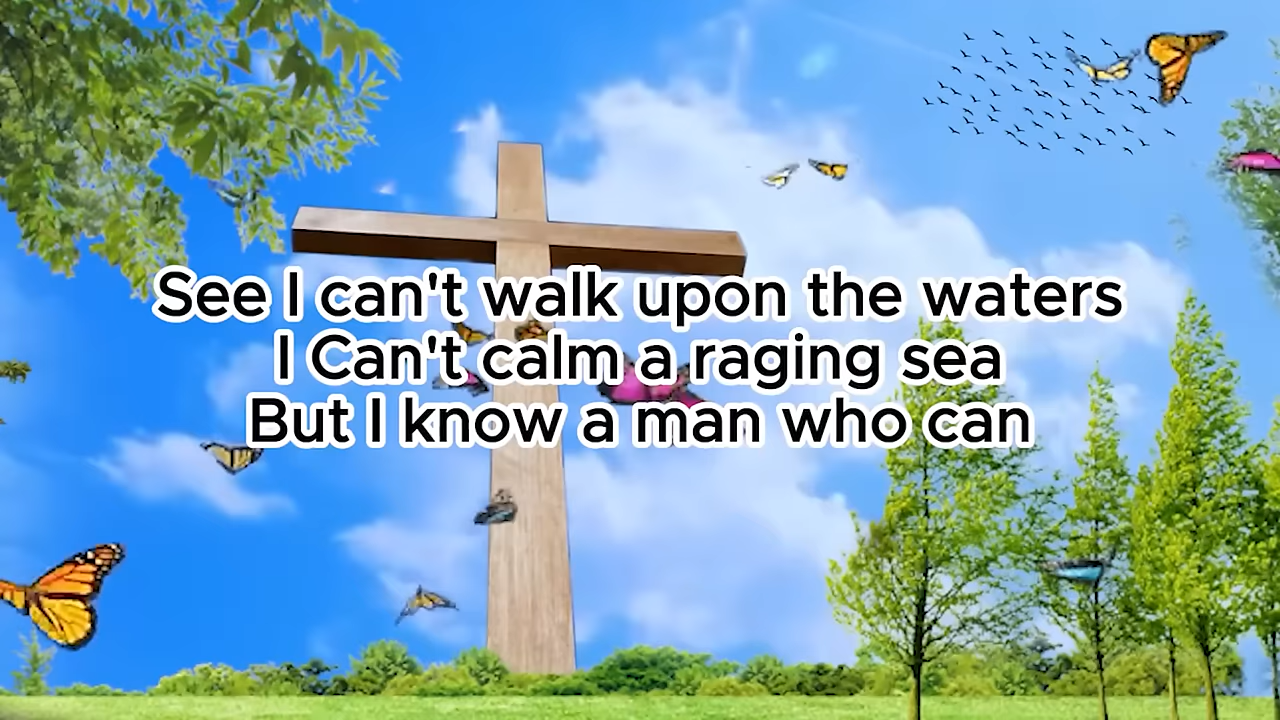 See I can't walk upon the waters
I Can't calm a raging sea
But I know a man who can